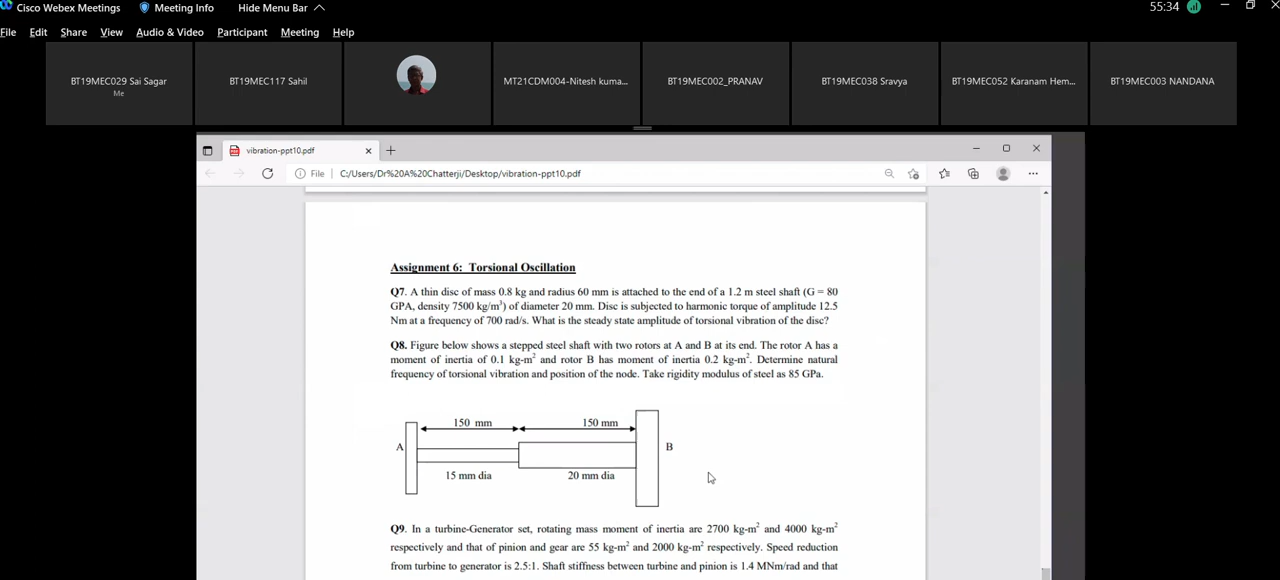 Cisco Webex Meetings Meeting Info Hide Menu Bar 55:34
File Edit Share View Audio & Video Participant Meeting Help
BT19MEC029 Sai Sagar BT19MEC117 Sahil MT21CDM004-Nitesh kuma... BT19MEC002_PRANAV BT19MEC038 Sravya BT19MEC052 Karanam Hem... BT19MEC003 NANDANA
Me
vibration-ppt10.pdf
File C:/Users/Dr%20A%20Chatterji/Desktop/vibration-ppt10.pdf
Assignment 6: Torsional Oscillation
Q7. A thin disc of mass 0.8 kg and radius 60 mm is attached to the end of a 1.2 m steel shaft (G = 80
GPA, density 7500 kg/m³) of diameter 20 mm. Disc is subjected to harmonic torque of amplitude 12.5
Nm at a frequency of 700 rad/s. What is the steady state amplitude of torsional vibration of the disc?
Q8. Figure below shows a stepped steel shaft with two rotors at A and B at its end. The rotor A has a
moment of inertia of 0.1 kg-m² and rotor B has moment of inertia 0.2 kg-m². Determine natural
frequency of torsional vibration and position of the node. Take rigidity modulus of steel as 85 GPa.
150 mm 150 mm
A B
15 mm dia 20 mm dia
Q9. In a turbine-Generator set, rotating mass moment of inertia are 2700 kg-m² and 4000 kg-m²
respectively and that of pinion and gear are 55 kg-m² and 2000 kg-m² respectively. Speed reduction
from turbine to generator is 2.5:1. Shaft stiffness between turbine and pinion is 1.4 MNm/rad and that